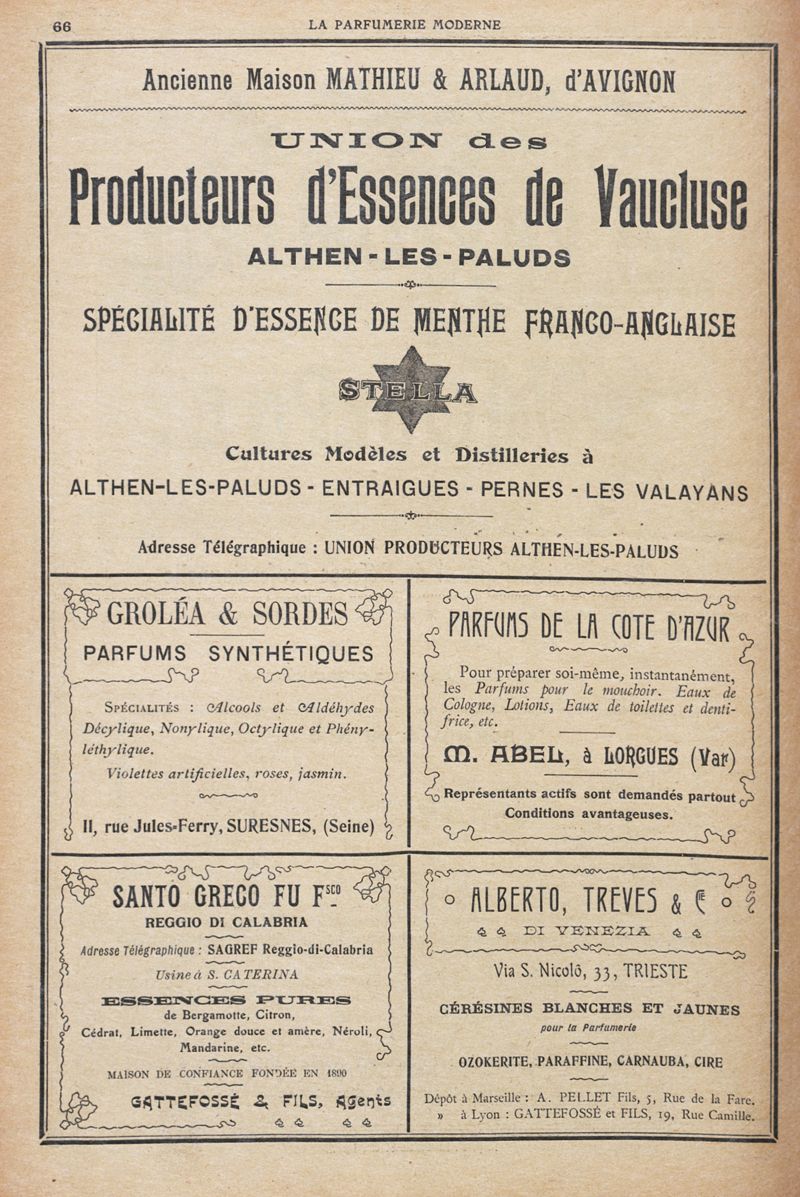 66
LA PARFUMERIE MODERNE
Ancienne Maison MATHIEU & ARLAUD, d'AVIGNON
UNION des
Producteurs d'Essences de Vaucluse
ALTHEN-LES-PALUDS
SPÉCIALITÉ D'ESSENCE DE MENTHE FRANCO-ANGLAISE
STELLA
Cultures Modèles et Distilleries à
ALTHEN-LES-PALUDS - ENTRAIGUES - PERNES - LES VALAYANS
Adresse Télégraphique : UNION PRODUCTEURS ALTHEN-LES-PALUDS
GROLÉA & SORDES
PARFUMS SYNTHÉTIQUES
SPÉCIALITÉS : Alcools et Aldéhydes
Décylique, Nonylique, Octylique et Phény-
léthylique.
Violettes artificielles, roses, jasmin.
11, rue Jules-Ferry, SURESNES, (Seine)
PARFUMS DE LA COTE D'AZUR
Pour préparer soi-même, instantanément,
les Parfums pour le mouchoir. Eaux de
Cologne, Lotions, Eaux de toilettes et denti-
frice, etc.
M. ABEL, à LORGUES (Var)
Représentants actifs sont demandés partout
Conditions avantageuses.
SANTO GRECO FU Fsco
REGGIO DI CALABRIA
Adresse Télégraphique : SAGREF Reggio-di-Calabria
Usine à S. CATERINA
ESSENCES PURES
de Bergamotte, Citron,
Cédrat, Limette, Orange douce et amère, Néroli,
Mandarine, etc.
MAISON DE CONFIANCE FONDÉE EN 1890
GATTEFOSSÉ & FILS, Agents
ALBERTO, TREVES & Cie
DI VENEZIA
Via S. Nicolô, 33, TRIESTE
CÉRÉSINES BLANCHES ET JAUNES
pour la Parfumerie
OZOKERITE, PARAFFINE, CARNAUBA, CIRE
Dépôt à Marseille : A. PELLET Fils, 5, Rue de la Fare.
» à Lyon : GATTEFOSSÉ et FILS, 19, Rue Camille.